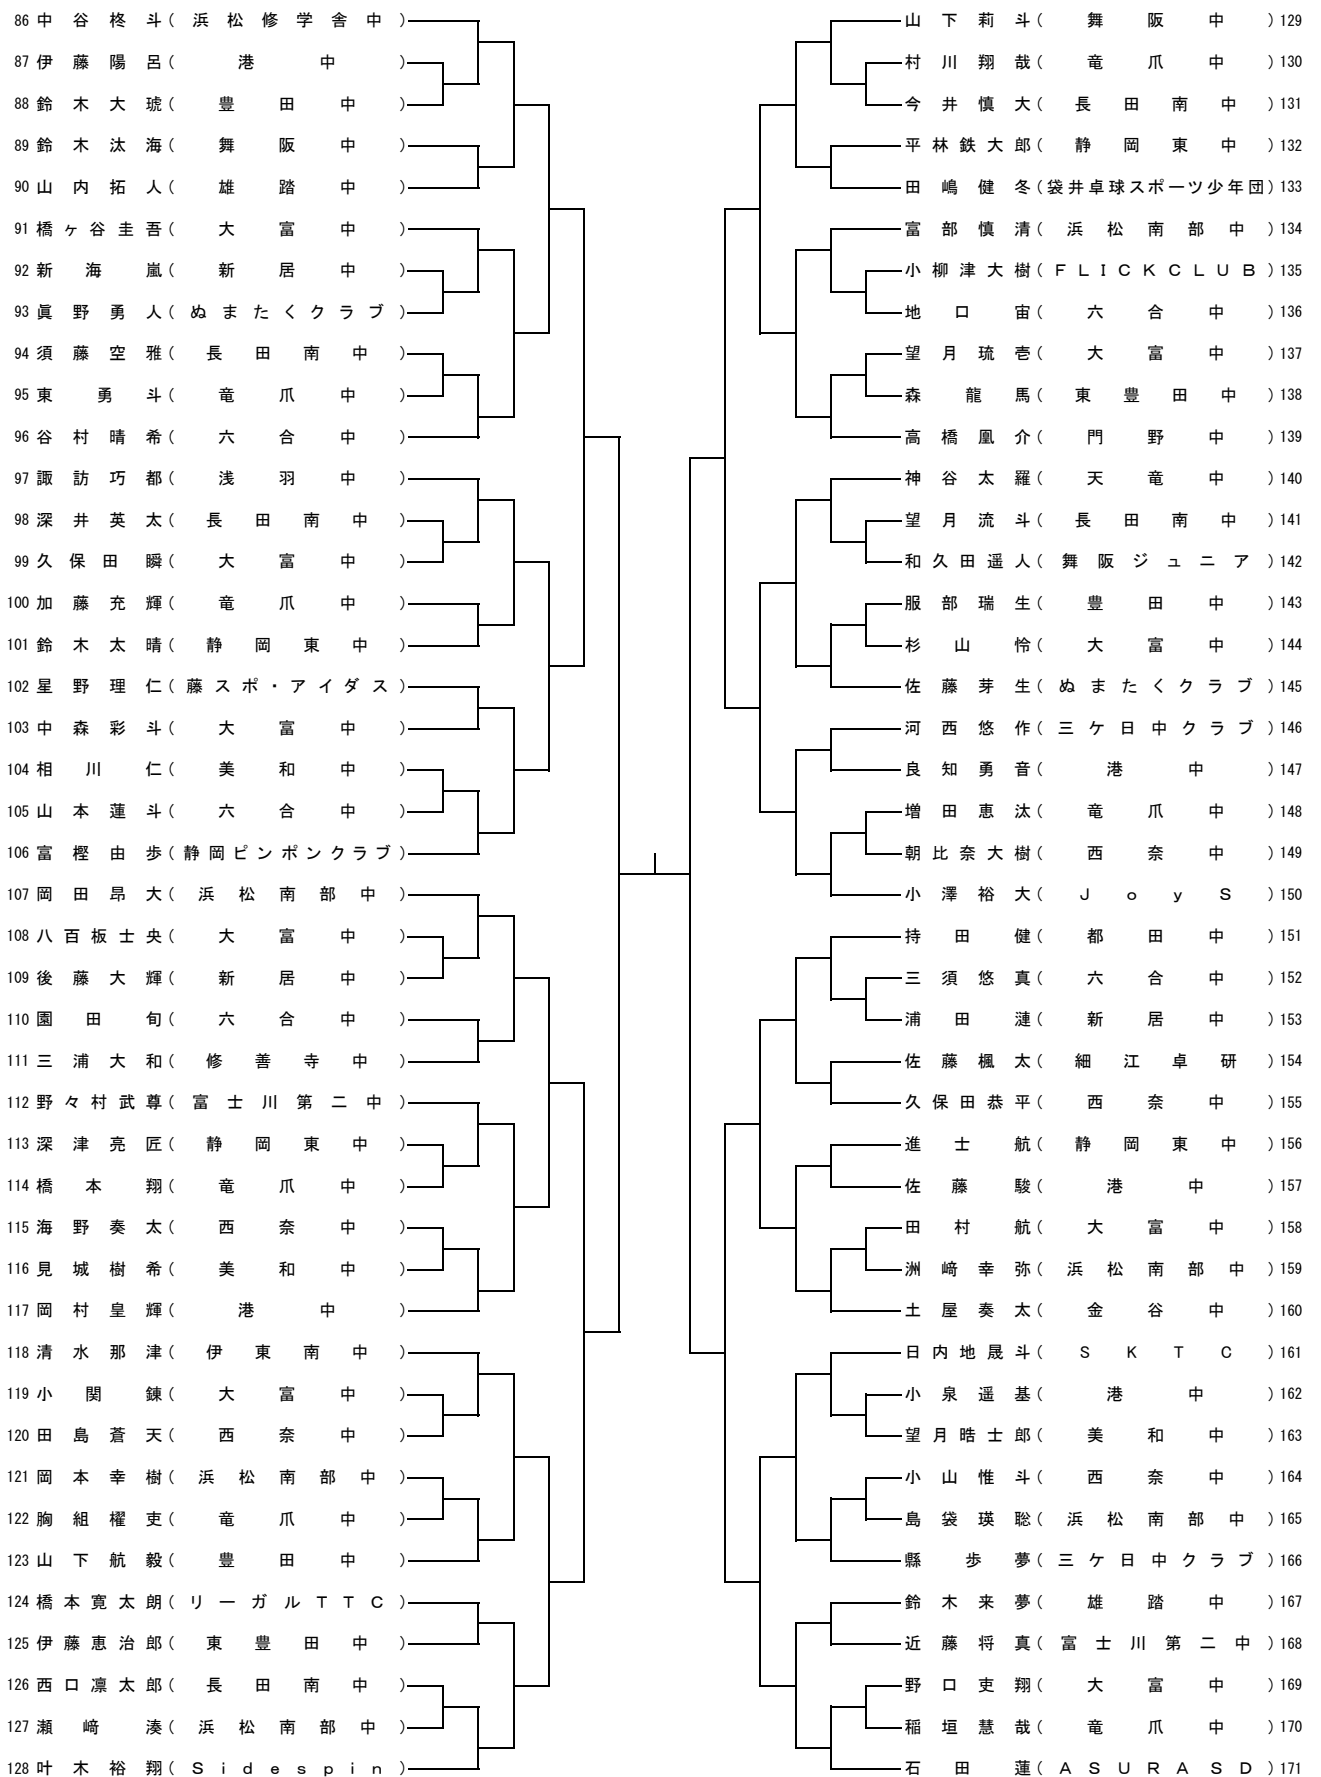 86 中谷柊斗(浜松修学舎中)
87 伊藤陽呂(港中)
88 鈴木大琥(豊田中)
89 鈴木汰海(舞阪中)
90 山内拓人(雄踏中)
91 橋ヶ谷圭吾(大富中)
92 新海嵐(新居中)
93 眞野勇人(ぬまたくクラブ)
94 須藤空雅(長田南中)
95 東勇斗(竜爪中)
96 谷村晴希(六合中)
97 諏訪巧都(浅羽中)
98 深井英太(長田南中)
99 久保田瞬(大富中)
100 加藤充輝(竜爪中)
101 鈴木太晴(静岡東中)
102 星野理仁(藤スポ・アイダス)
103 中森彩斗(大富中)
104 相川仁(美和中)
105 山本蓮斗(六合中)
106 富樫由歩(静岡ピンポンクラブ)
107 岡田昂大(浜松南部中)
108 八百板士央(大富中)
109 後藤大輝(新居中)
110 園田旬(六合中)
111 三浦大和(修善寺中)
112 野々村武尊(富士川第二中)
113 深津亮匠(静岡東中)
114 橋本翔(竜爪中)
115 海野奏太(西奈中)
116 見城樹希(美和中)
117 岡村皇輝(港中)
118 清水那津(伊東南中)
119 小関錬(大富中)
120 田島蒼天(西奈中)
121 岡本幸樹(浜松南部中)
122 胸組櫂吏(竜爪中)
123 山下航毅(豊田中)
124 橋本寛太朗(リーガルTTC)
125 伊藤恵治郎(東豊田中)
126 西口凛太郎(長田南中)
127 瀬﨑湊(浜松南部中)
128 叶木裕翔(Sidespin)
山下莉斗(舞阪中)129
村川翔哉(竜爪中)130
今井慎大(長田南中)131
平林鉄大郎(静岡東中)132
田嶋健冬(袋井卓球スポーツ少年団)133
富部慎清(浜松南部中)134
小柳津大樹(FLICKCLUB)135
地口宙(六合中)136
望月琉壱(大富中)137
森龍馬(東豊田中)138
高橋凰介(門野中)139
神谷太羅(天竜中)140
望月流斗(長田南中)141
和久田遥人(舞阪ジュニア)142
服部瑞生(豊田中)143
杉山怜(大富中)144
佐藤芽生(ぬまたくクラブ)145
河西悠作(三ケ日中クラブ)146
良知勇音(港中)147
増田恵汰(竜爪中)148
朝比奈大樹(西奈中)149
小澤裕大(JoyS)150
持田健(都田中)151
三須悠真(六合中)152
浦田漣(新居中)153
佐藤楓太(細江卓研)154
久保田恭平(西奈中)155
進士航(静岡東中)156
佐藤駿(港中)157
田村航(大富中)158
洲﨑幸弥(浜松南部中)159
土屋奏太(金谷中)160
日内地晟斗(SKTC)161
小泉遥基(港中)162
望月晧士郎(美和中)163
小山惟斗(西奈中)164
島袋瑛聡(浜松南部中)165
縣歩夢(三ケ日中クラブ)166
鈴木来夢(雄踏中)167
近藤将真(富士川第二中)168
野口吏翔(大富中)169
稲垣慧哉(竜爪中)170
石田蓮(ASURASD)171